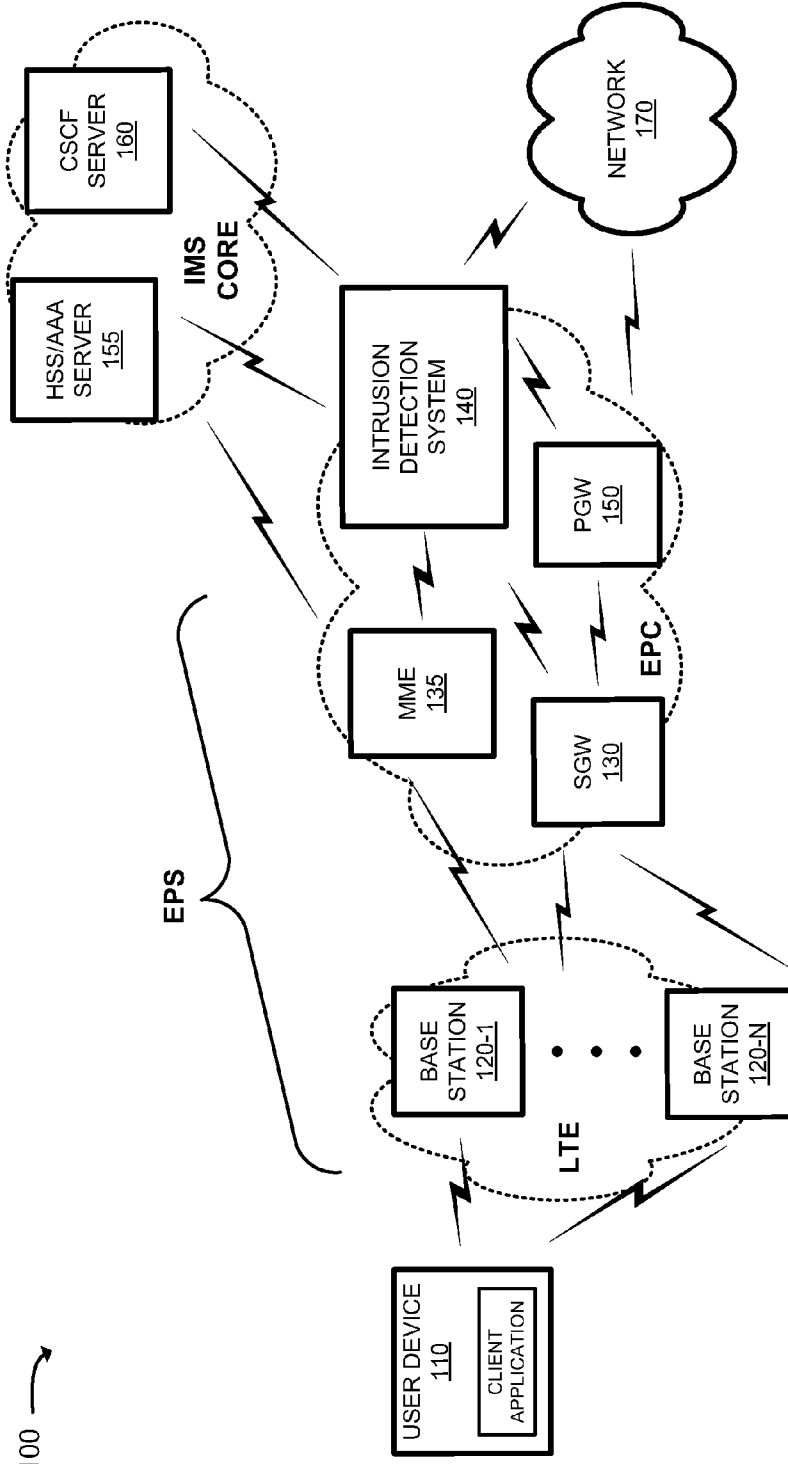 100
EPS
USER DEVICE
110
CLIENT
APPLICATION
LTE
BASE
STATION
120-1
BASE
STATION
120-N
MME
135
SGW
130
EPC
INTRUSION
DETECTION
SYSTEM
140
PGW
150
HSS/AAA
SERVER
155
CSCF
SERVER
160
IMS
CORE
NETWORK
170